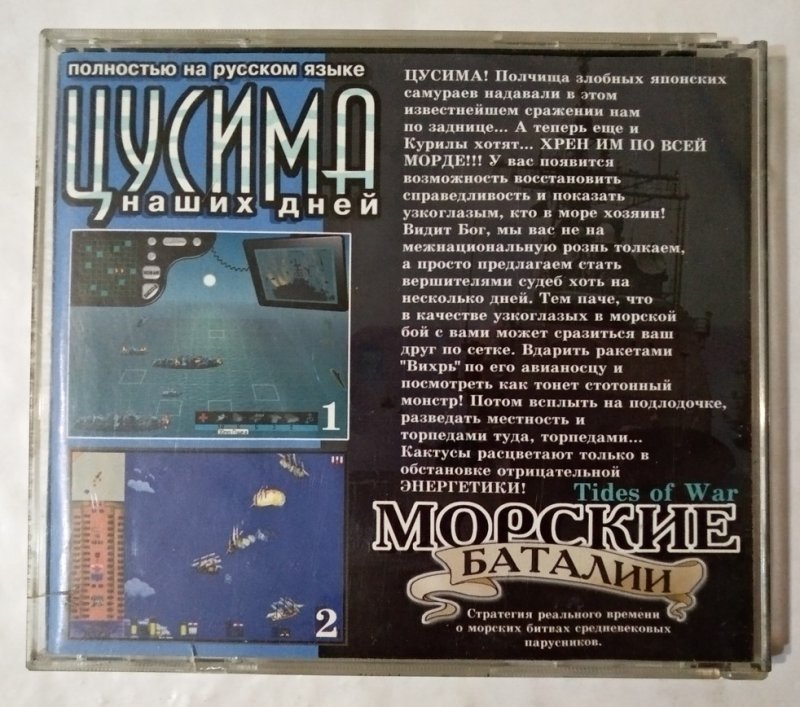 полностью на русском языке
ЦУСИМА
наших дней
1
2
ЦУСИМА! Полчища злобных японских
самураев надавали в этом
известнейшем сражении нам
по заднице... А теперь еще и
Курилы хотят... ХРЕН ИМ ПО ВСЕЙ
МОРДЕ!!! У вас появится
возможность восстановить
справедливость и показать
узкоглазым, кто в море хозяин!
Видит Бог, мы вас не на
межнациональную рознь толкаем,
а просто предлагаем стать
вершителями судеб хоть на
несколько дней. Тем паче, что
в качестве узкоглазых в морской
бой с вами может сразиться ваш
друг по сетке. Вдарить ракетами
"Вихрь" по его авианосцу и
посмотреть как тонет стотонный
монстр! Потом всплыть на подлодочке,
разведать местность и
торпедами туда, торпедами...
Кактусы расцветают только в
обстановке отрицательной
ЭНЕРГЕТИКИ!
Tides of War
МОРСКИЕ
БАТАЛИИ
Стратегия реального времени
о морских битвах средневековых
парусников.